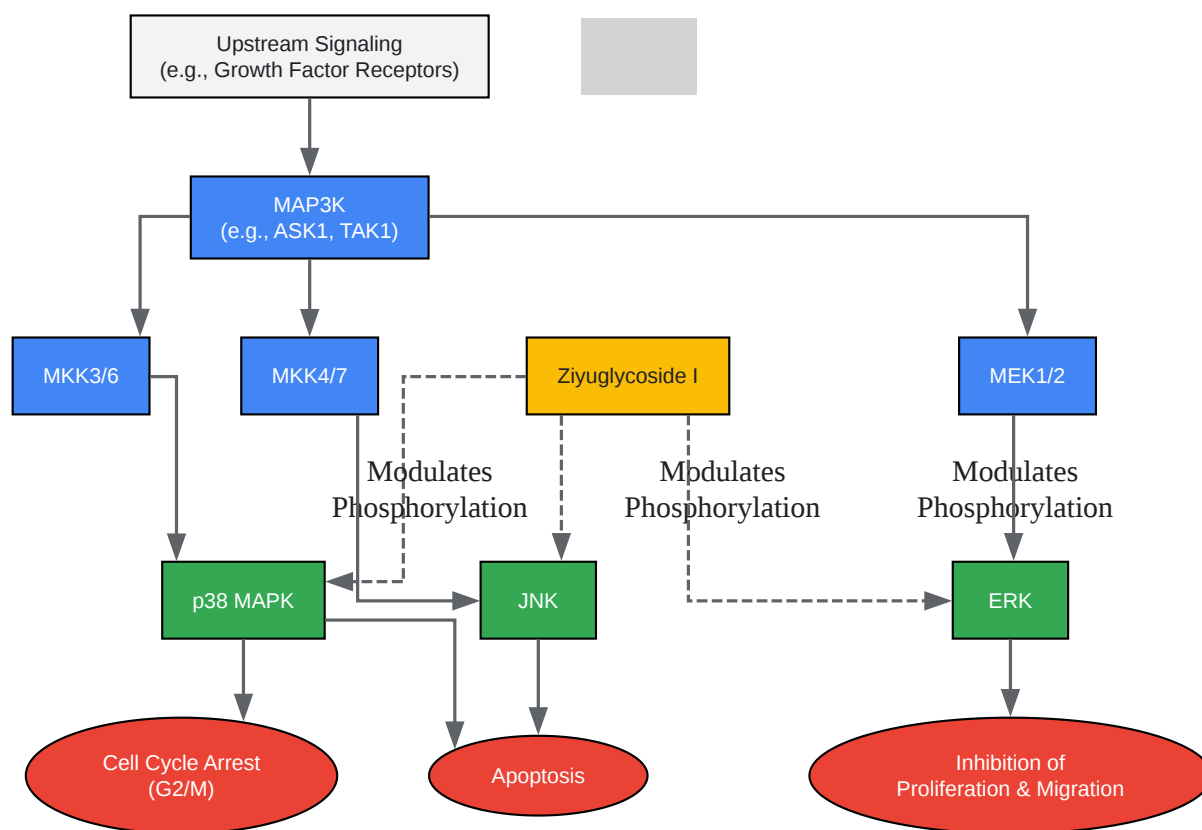 Upstream Signaling
(e.g., Growth Factor Receptors)
MAP3K
(e.g., ASK1, TAK1)
MKK3/6
MKK4/7
Ziyuglycoside I
MEK1/2
Modulates
Phosphorylation
Modulates
Phosphorylation
Modulates
Phosphorylation
p38 MAPK
JNK
ERK
Cell Cycle Arrest
(G2/M)
Apoptosis
Inhibition of
Proliferation & Migration